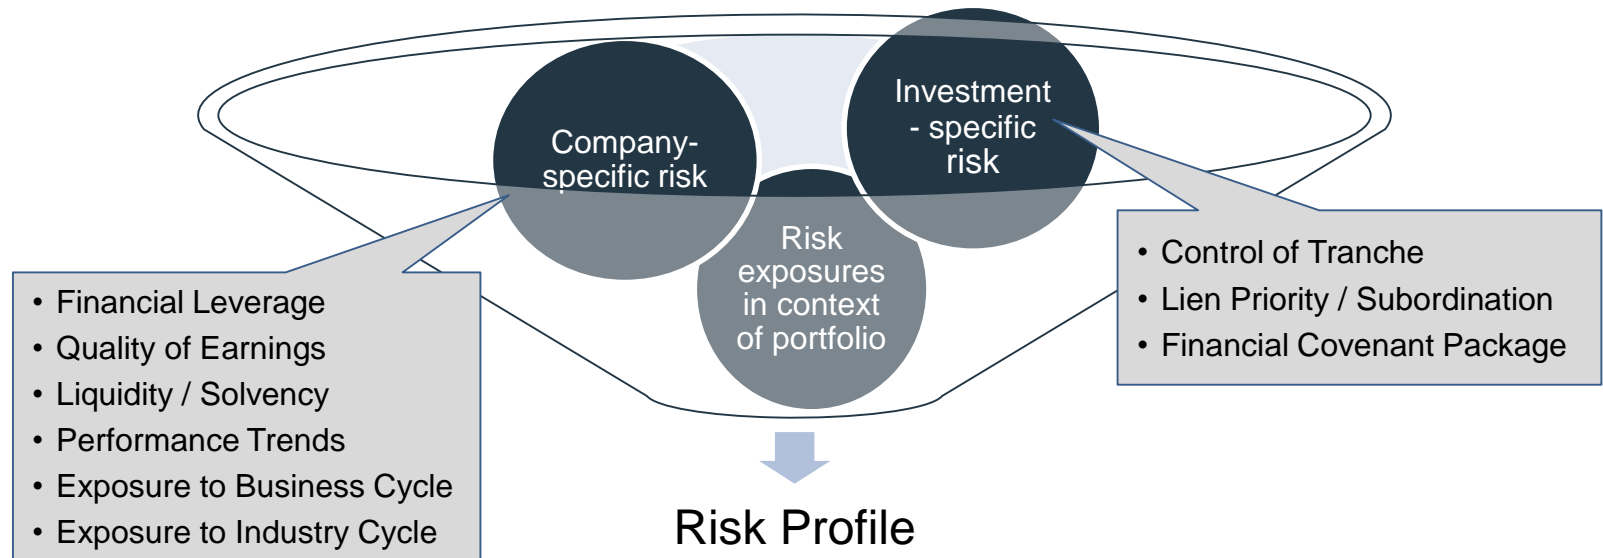 Company-
specific risk
Investment
- specific
risk
Risk
exposures
in context
of portfolio
• Financial Leverage
• Quality of Earnings
• Liquidity / Solvency
• Performance Trends
• Exposure to Business Cycle
• Exposure to Industry Cycle
• Control of Tranche
• Lien Priority / Subordination
• Financial Covenant Package
Risk Profile